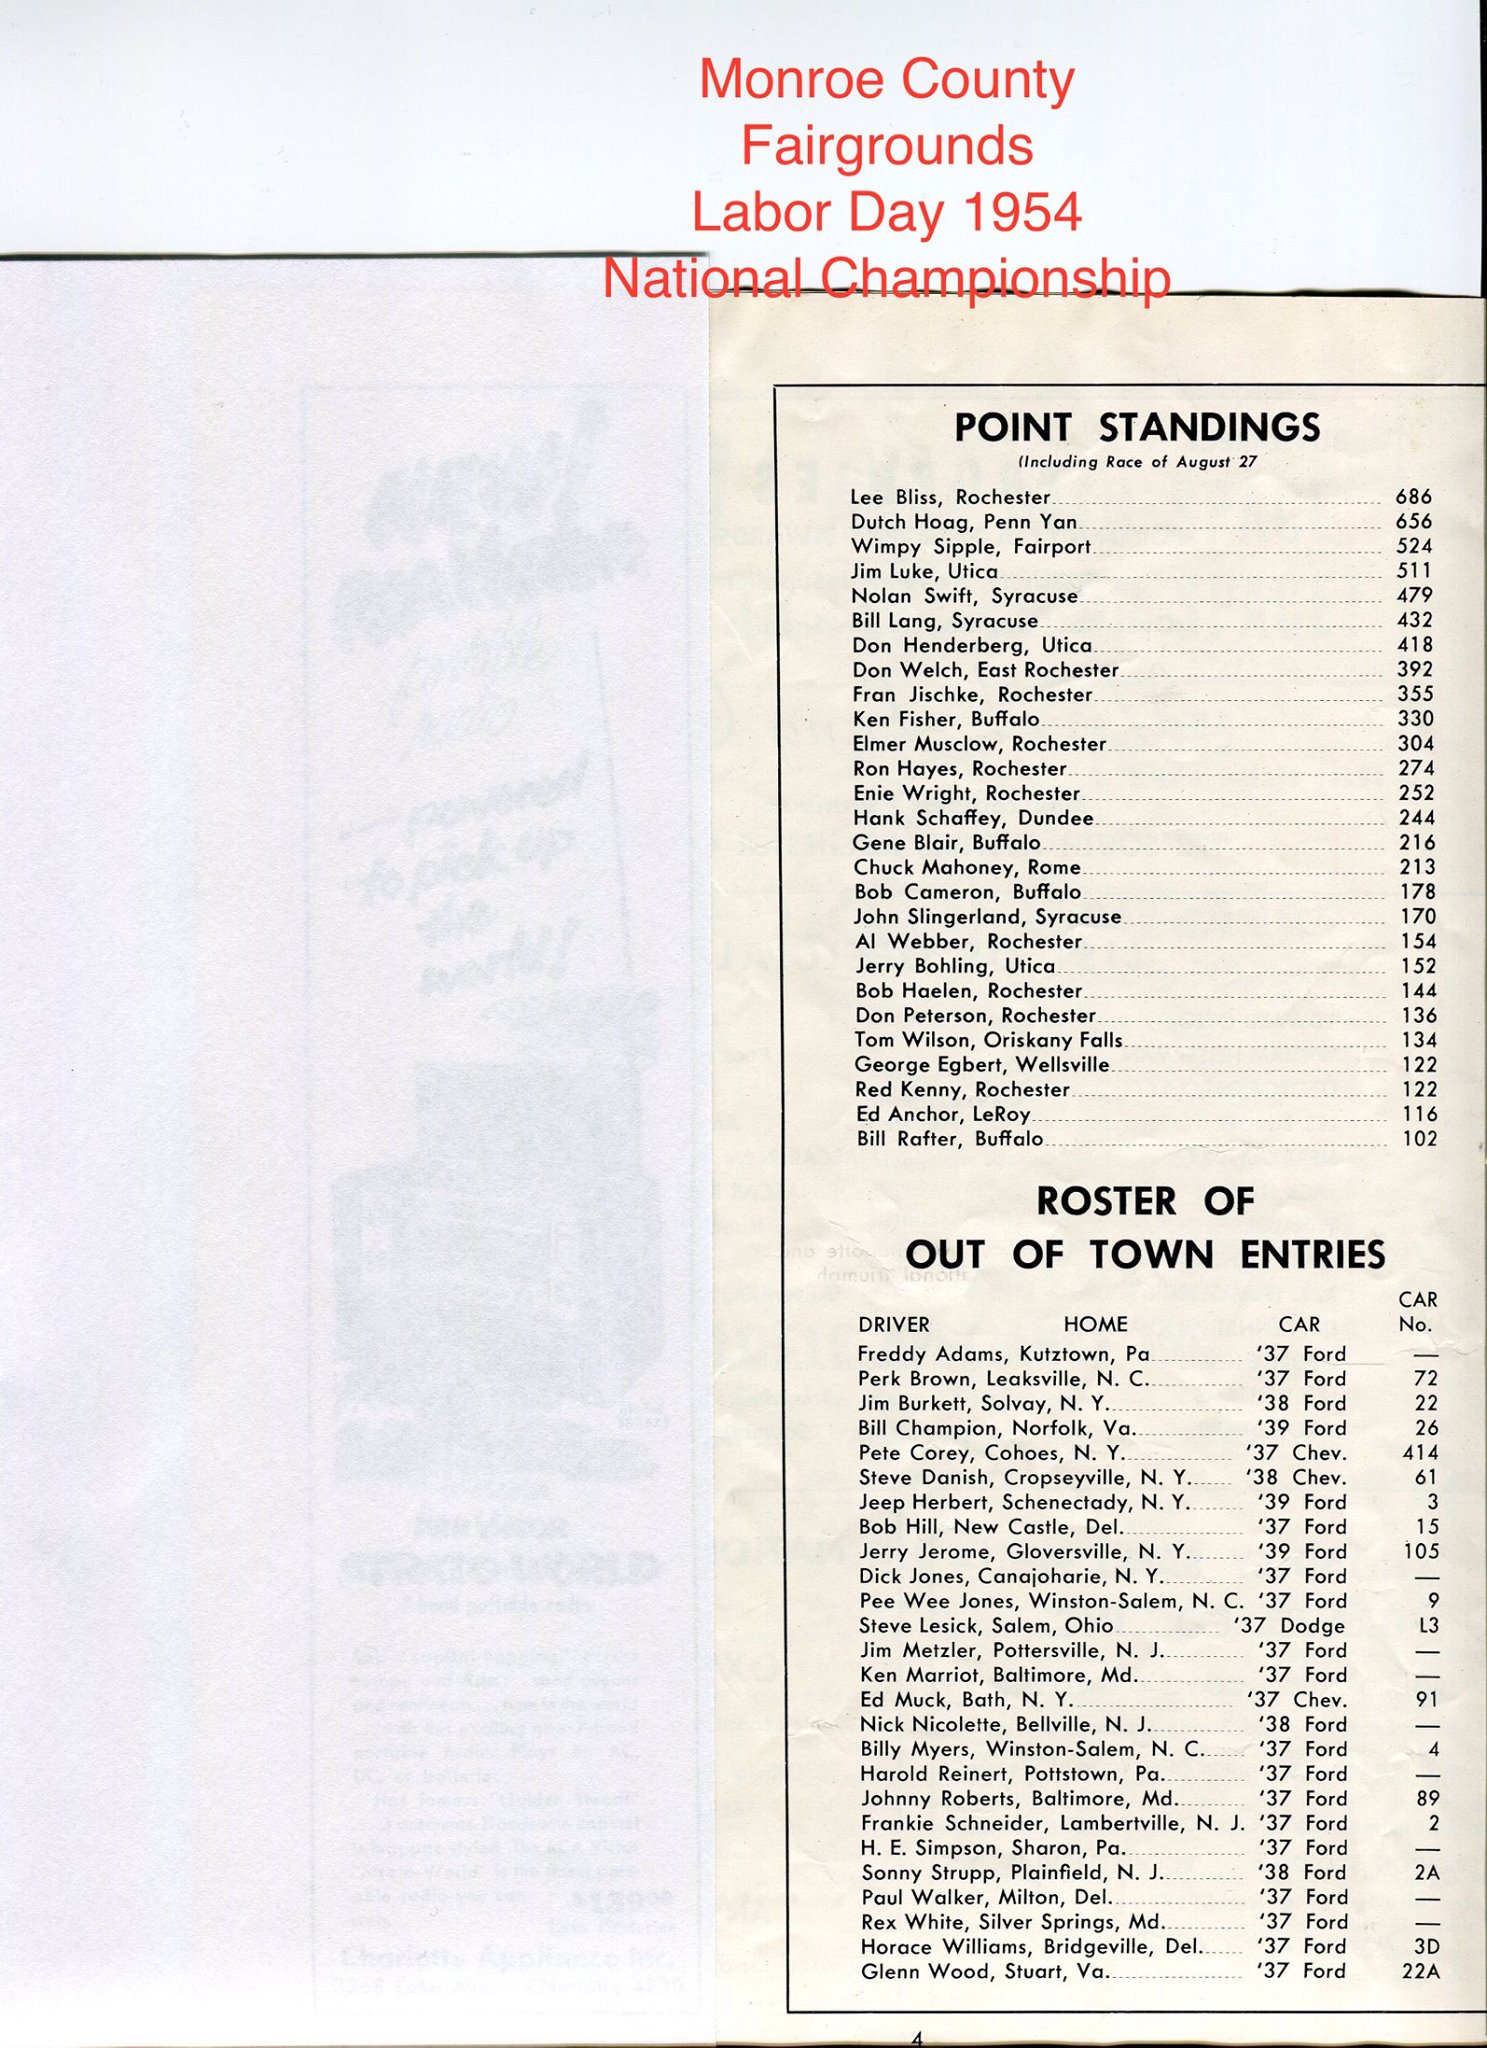 Monroe County
Fairgrounds
Labor Day 1954
National Championship
POINT STANDINGS
(Including Race of August 27
Lee Bliss, Rochester 686
Dutch Hoag, Penn Yan 656
Wimpy Sipple, Fairport 524
Jim Luke, Utica 511
Nolan Swift, Syracuse 479
Bill Lang, Syracuse 432
Don Henderberg, Utica 418
Don Welch, East Rochester 392
Fran Jischke, Rochester 355
Ken Fisher, Buffalo 330
Elmer Musclow, Rochester 304
Ron Hayes, Rochester 274
Enie Wright, Rochester 252
Hank Schaffey, Dundee 244
Gene Blair, Buffalo 216
Chuck Mahoney, Rome 213
Bob Cameron, Buffalo 178
John Slingerland, Syracuse 170
Al Webber, Rochester 154
Jerry Bohling, Utica 152
Bob Haelen, Rochester 144
Don Peterson, Rochester 136
Tom Wilson, Oriskany Falls 134
George Egbert, Wellsville 122
Red Kenny, Rochester 122
Ed Anchor, LeRoy 116
Bill Rafter, Buffalo 102
ROSTER OF
OUT OF TOWN ENTRIES
CAR
DRIVER HOME CAR No.
Freddy Adams, Kutztown, Pa '37 Ford —
Perk Brown, Leaksville, N. C. '37 Ford 72
Jim Burkett, Solvay, N. Y. '38 Ford 22
Bill Champion, Norfolk, Va. '39 Ford 26
Pete Corey, Cohoes, N. Y. '37 Chev. 414
Steve Danish, Cropseyville, N. Y. '38 Chev. 61
Jeep Herbert, Schenectady, N. Y. '39 Ford 3
Bob Hill, New Castle, Del. '37 Ford 15
Jerry Jerome, Gloversville, N. Y. '39 Ford 105
Dick Jones, Canajoharie, N. Y. '37 Ford —
Pee Wee Jones, Winston-Salem, N. C. '37 Ford 9
Steve Lesick, Salem, Ohio '37 Dodge L3
Jim Metzler, Pottersville, N. J. '37 Ford —
Ken Marriot, Baltimore, Md. '37 Ford —
Ed Muck, Bath, N. Y. '37 Chev. 91
Nick Nicolette, Bellville, N. J. '38 Ford —
Billy Myers, Winston-Salem, N. C. '37 Ford 4
Harold Reinert, Pottstown, Pa. '37 Ford —
Johnny Roberts, Baltimore, Md. '37 Ford 89
Frankie Schneider, Lambertville, N. J. '37 Ford 2
H. E. Simpson, Sharon, Pa. '37 Ford —
Sonny Strupp, Plainfield, N. J. '38 Ford 2A
Paul Walker, Milton, Del. '37 Ford —
Rex White, Silver Springs, Md. '37 Ford —
Horace Williams, Bridgeville, Del. '37 Ford 3D
Glenn Wood, Stuart, Va. '37 Ford 22A
4